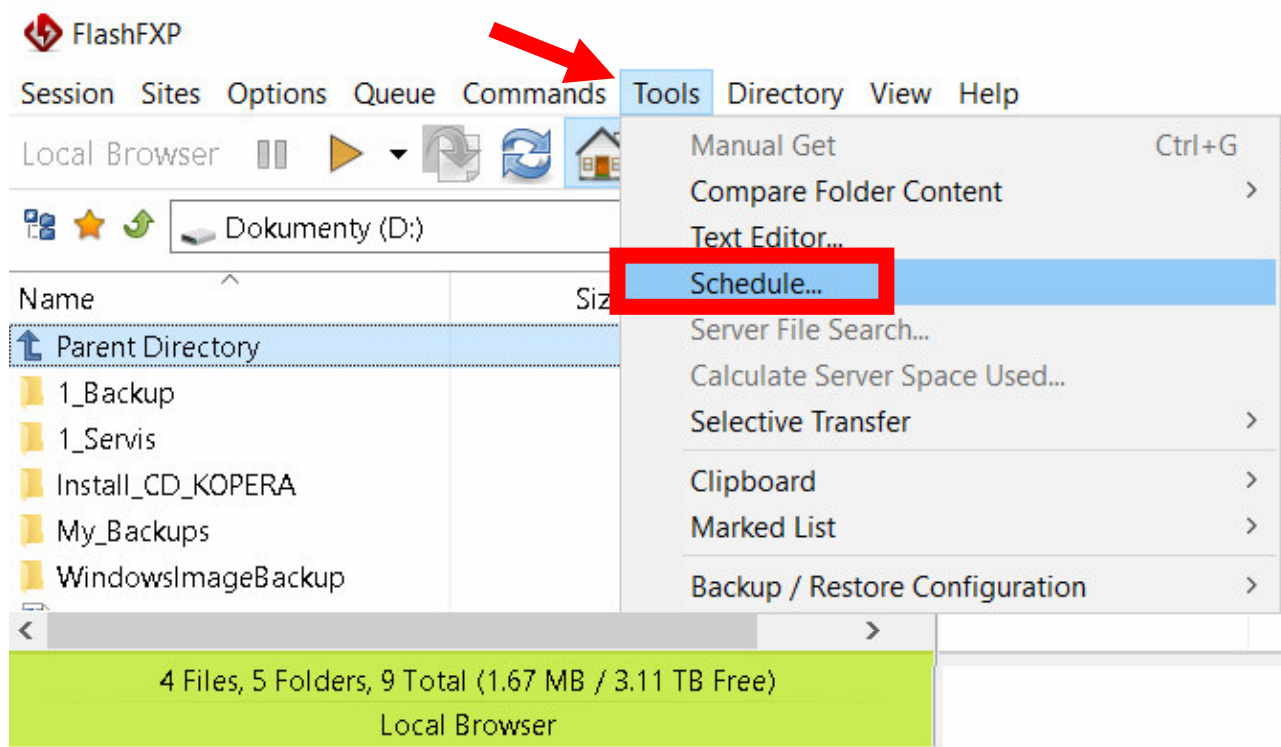 FlashFXP
Session Sites Options Queue Commands Tools Directory View Help
Local Browser
Manual Get Ctrl+G
Compare Folder Content
Dokumenty (D:)
Text Editor...
Schedule...
Name
Server File Search...
Parent Directory
Calculate Server Space Used...
1_Backup
Selective Transfer
1_Servis
Install_CD_KOPERA
Clipboard
My_Backups
Marked List
WindowsImageBackup
Backup / Restore Configuration
4 Files, 5 Folders, 9 Total (1.67 MB / 3.11 TB Free)
Local Browser